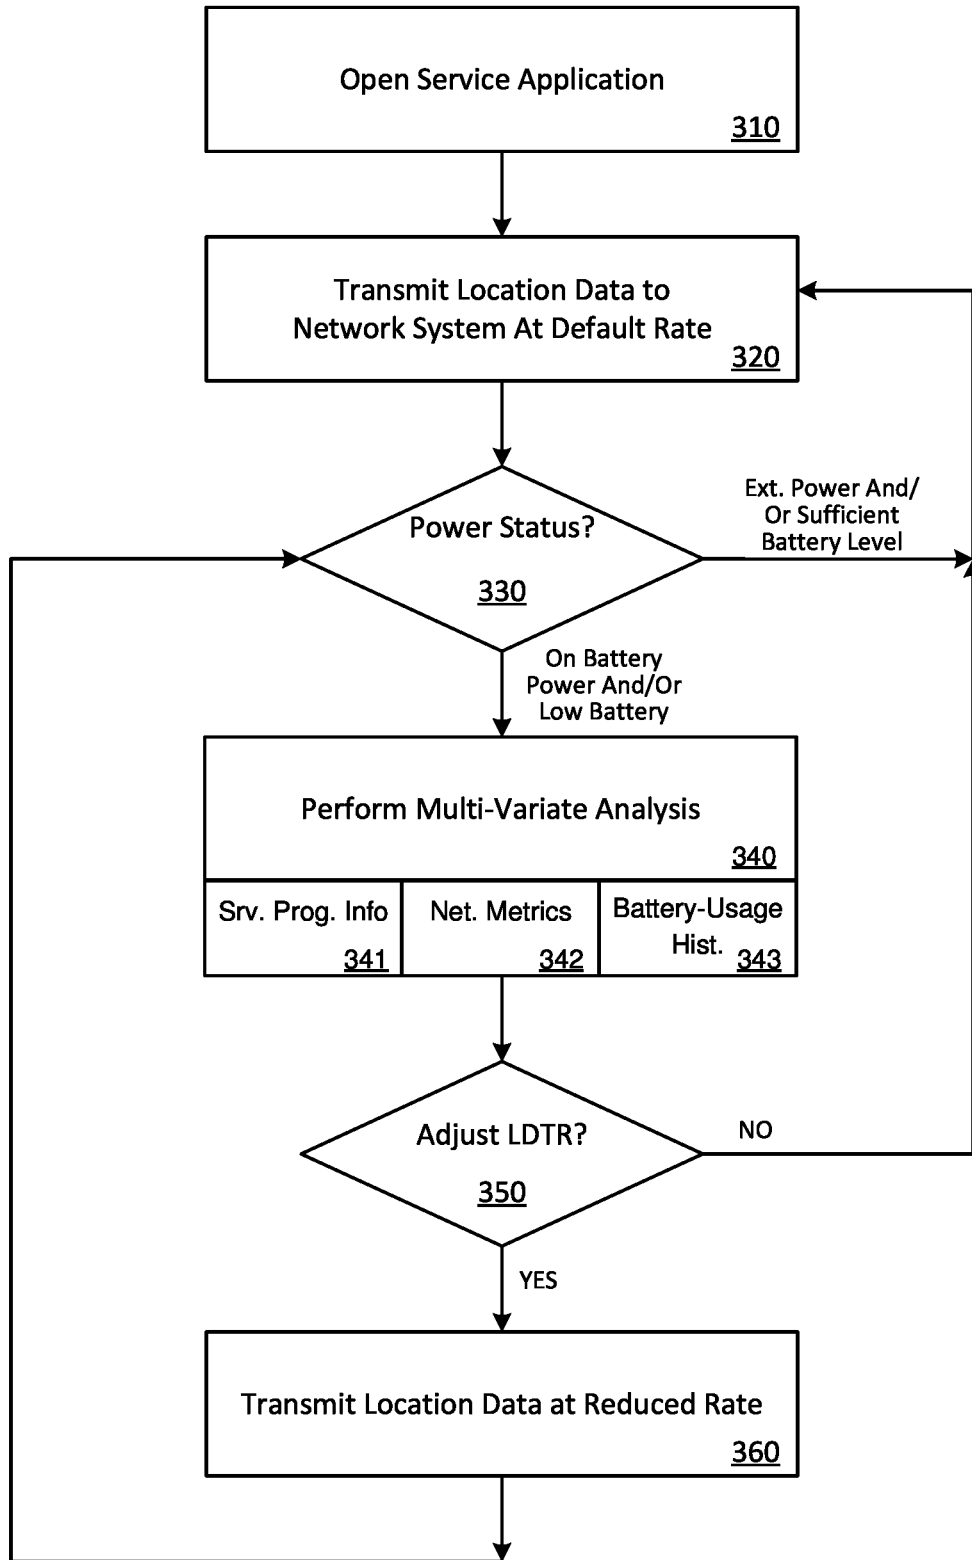 Open Service Application
310
Transmit Location Data to
Network System At Default Rate
320
Ext. Power And/
Or Sufficient
Battery Level
Power Status?
330
On Battery
Power And/Or
Low Battery
Perform Multi-Variate Analysis
340
Srv. Prog. Info
341
Net. Metrics
342
Battery-Usage
Hist.
343
Adjust LDTR?
350
NO
YES
Transmit Location Data at Reduced Rate
360